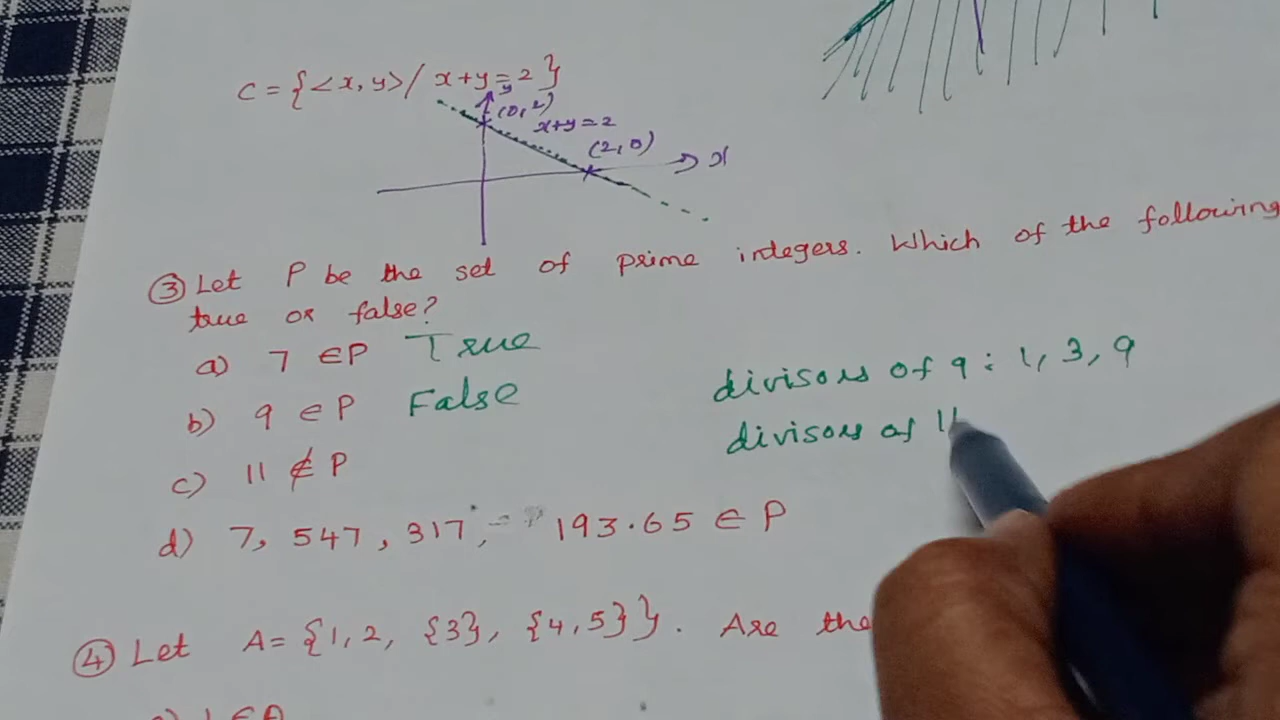 C = {<x, y> / x+y=2}
y
(0, 2)
x+y=2
(2, 0)
x
③ Let P be the set of prime integers. Which of the following
true or false?
a) 7 ∈ P True
b) 9 ∈ P False
divisors of 9 : 1, 3, 9
divisors of 11
c) 11 ∉ P
d) 7, 547, 317, 193.65 ∈ P
④ Let A = {1, 2, {3}, {4, 5}}. Are the
1 ∈ A